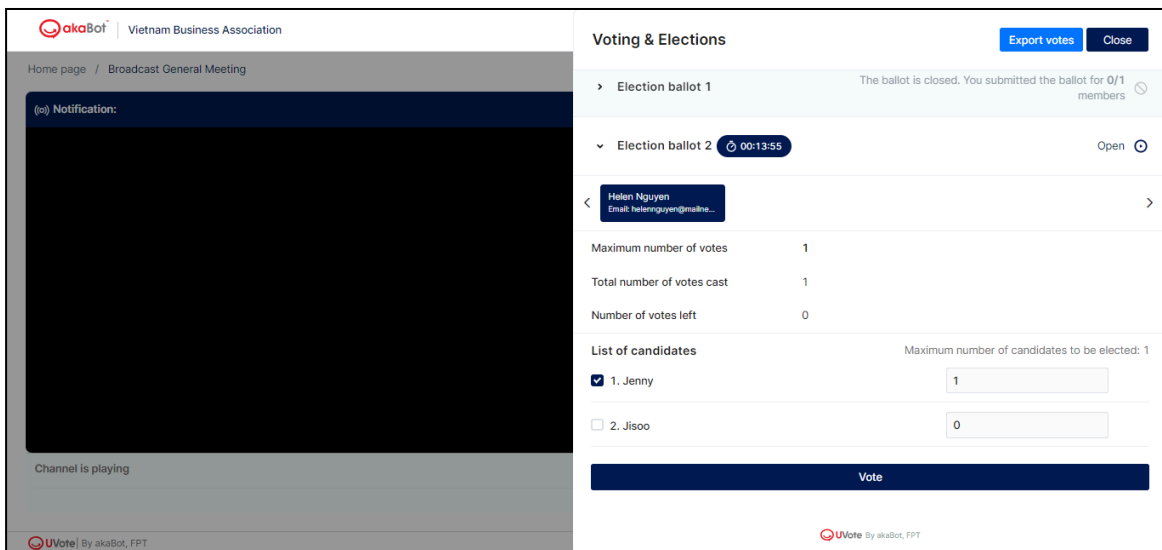 akaBot
Vietnam Business Association
Home page / Broadcast General Meeting
Notification:
Channel is playing
UVote By akaBot, FPT
Voting & Elections
Export votes
Close
Election ballot 1
The ballot is closed. You submitted the ballot for 0/1
members
Election ballot 2
00:13:55
Open
Helen Nguyen
Email: helennguyen@mailne...
Maximum number of votes 1
Total number of votes cast 1
Number of votes left 0
List of candidates
Maximum number of candidates to be elected: 1
1. Jenny 1
2. Jisoo 0
Vote
UVote By akaBot, FPT